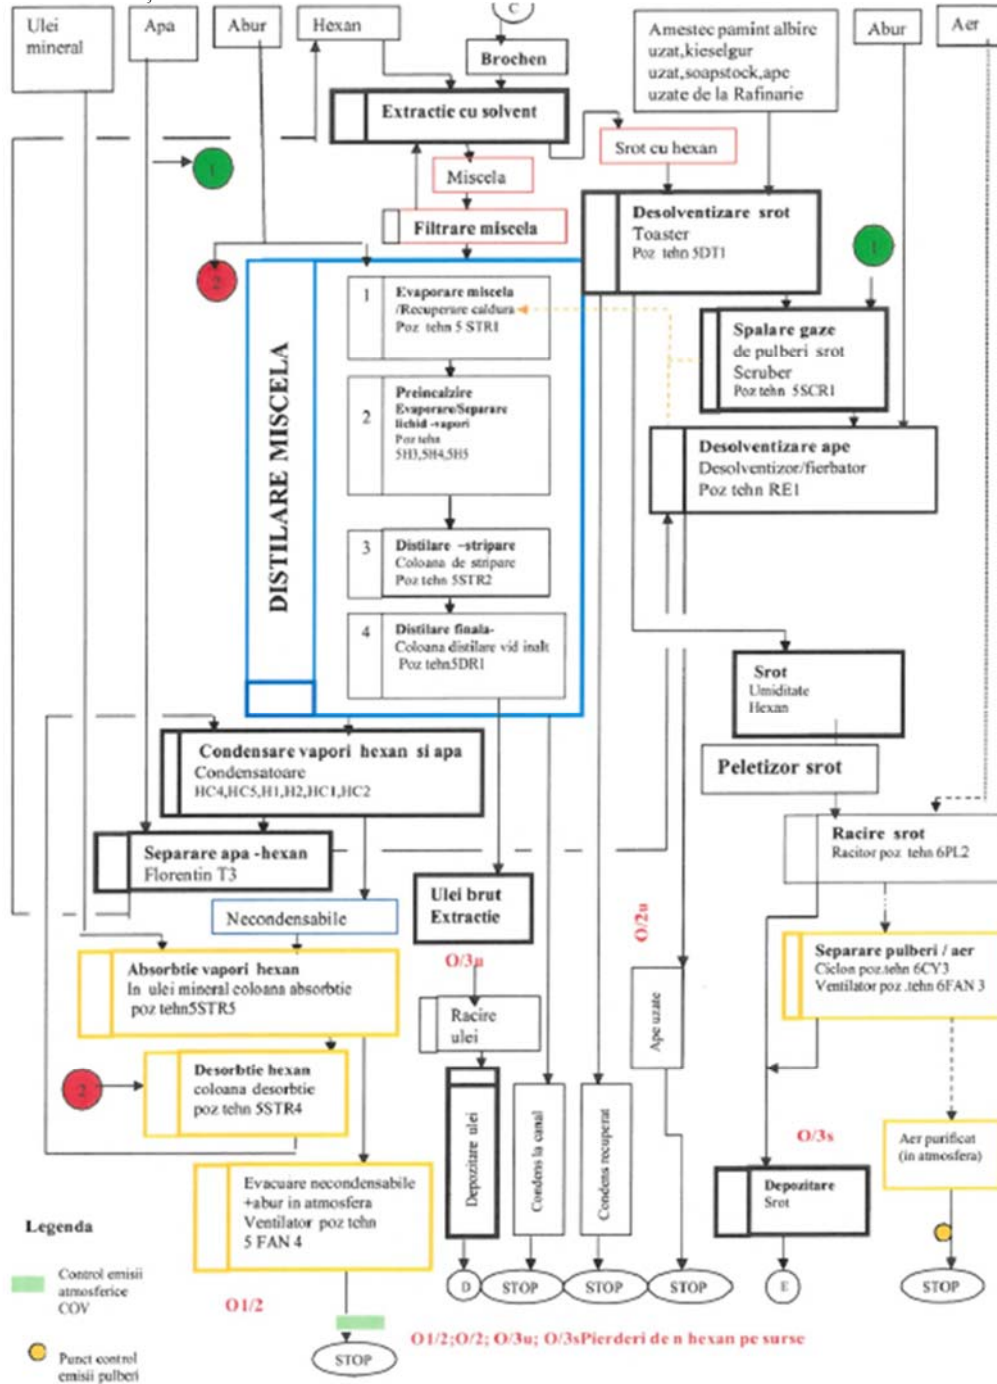 Ulei
mineral
Apa
Abur
Hexan
C
Brochen
Amestec pamint albire
uzat,kieselgur
uzat,soapstock,ape
uzate de la Rafinarie
Abur
Aer
Extractie cu solvent
Srot cu hexan
1
Miscela
Filtrare miscela
Desolventizare srot
Toaster
Poz tehn 5DT1
1
2
DISTILARE MISCELA
1
Evaporare miscela
/Recuperare caldura
Poz tehn 5 STR1
Spalare gaze
de pulberi srot
Scruber
Poz tehn 5SCR1
2
Preincalzire
Evaporare/Separare
lichid -vapori
Poz tehn
5H3,5H4,5H5
Desolventizare ape
Desolventizor/fierbator
Poz tehn RE1
3
Distilare –stripare
Coloana de stripare
Poz tehn 5STR2
4
Distilare finala-
Coloana distilare vid inalt
Poz tehn5DR1
Srot
Umiditate
Hexan
Condensare vapori hexan si apa
Condensatoare
HC4,HC5,H1,H2,HC1,HC2
Peletizor srot
Separare apa -hexan
Florentin T3
Racire srot
Racitor poz tehn 6PL2
Ulei brut
Extractie
Necondensabile
O/2u
O/3u
Absorbtie vapori hexan
In ulei mineral coloana absorbtie
poz tehn5STR5
Separare pulberi / aer
Ciclon poz.tehn 6CY3
Ventilator poz .tehn 6FAN 3
Racire
ulei
Ape uzate
Desorbtie hexan
coloana desorbtie
poz tehn 5STR4
2
Depozitare ulei
Condens la canal
Condens recuperat
O/3s
Aer purificat
(in atmosfera)
Evacuare necondensabile
+abur in atmosfera
Ventilator poz tehn
5 FAN 4
Depozitare
Srot
Legenda
Control emisii
atmosferice
COV
D
STOP
STOP
STOP
E
STOP
O1/2
O1/2;O/2; O/3u; O/3sPierderi de n hexan pe surse
STOP
Punct control
emisii pulberi